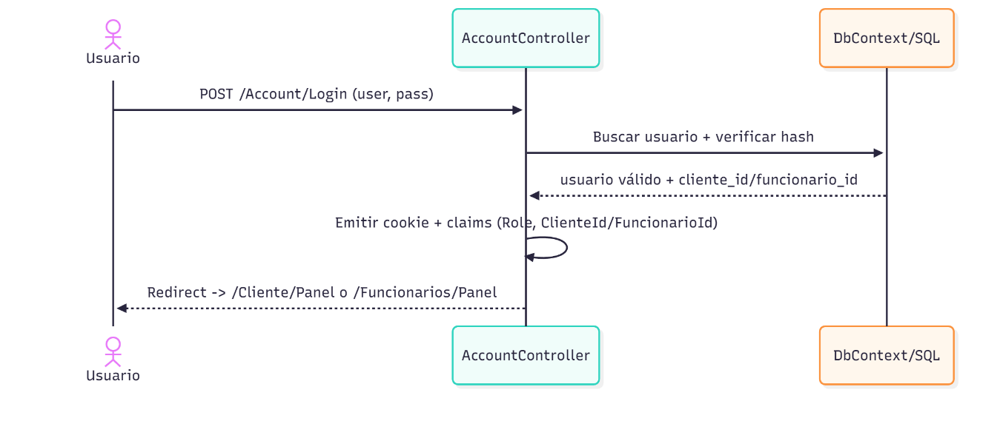 Usuario
AccountController
DbContext/SQL
POST /Account/Login (user, pass)
Buscar usuario + verificar hash
usuario válido + cliente_id/funcionario_id
Emitir cookie + claims (Role, ClienteId/FuncionarioId)
Redirect -> /Cliente/Panel o /Funcionarios/Panel
Usuario
AccountController
DbContext/SQL